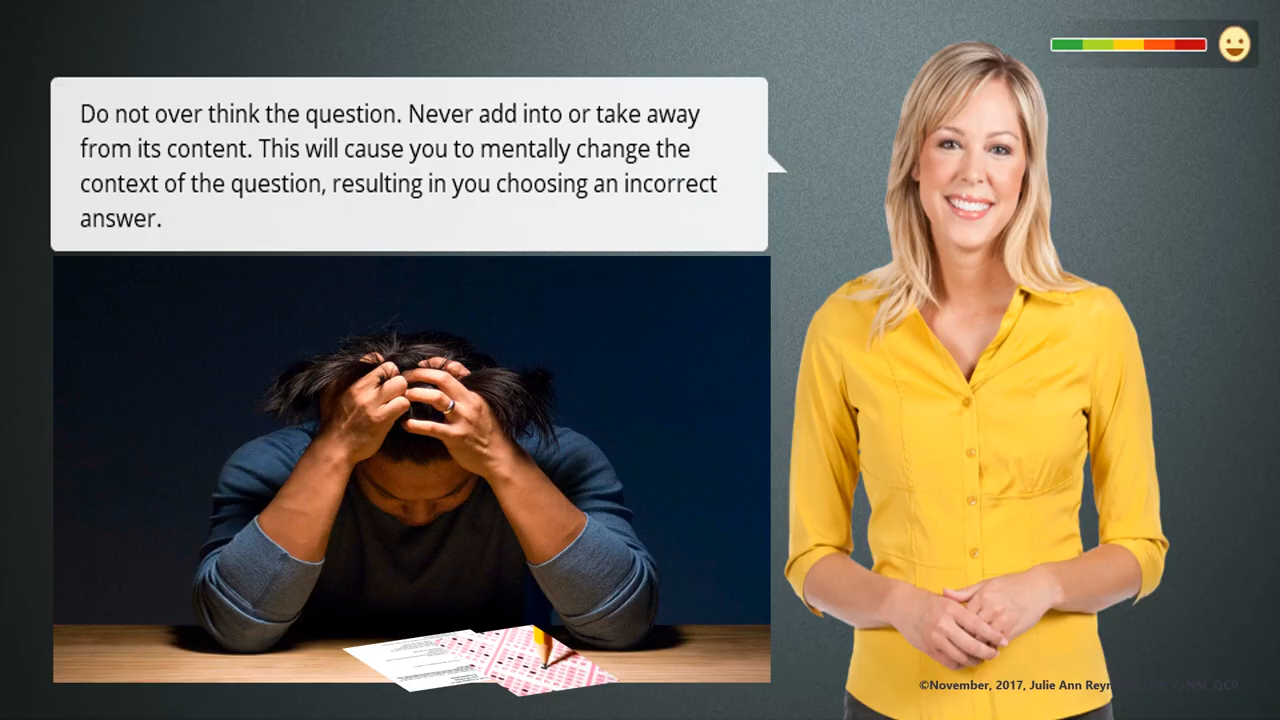 Do not over think the question. Never add into or take away
from its content. This will cause you to mentally change the
context of the question, resulting in you choosing an incorrect
answer.
©November, 2017, Julie Ann